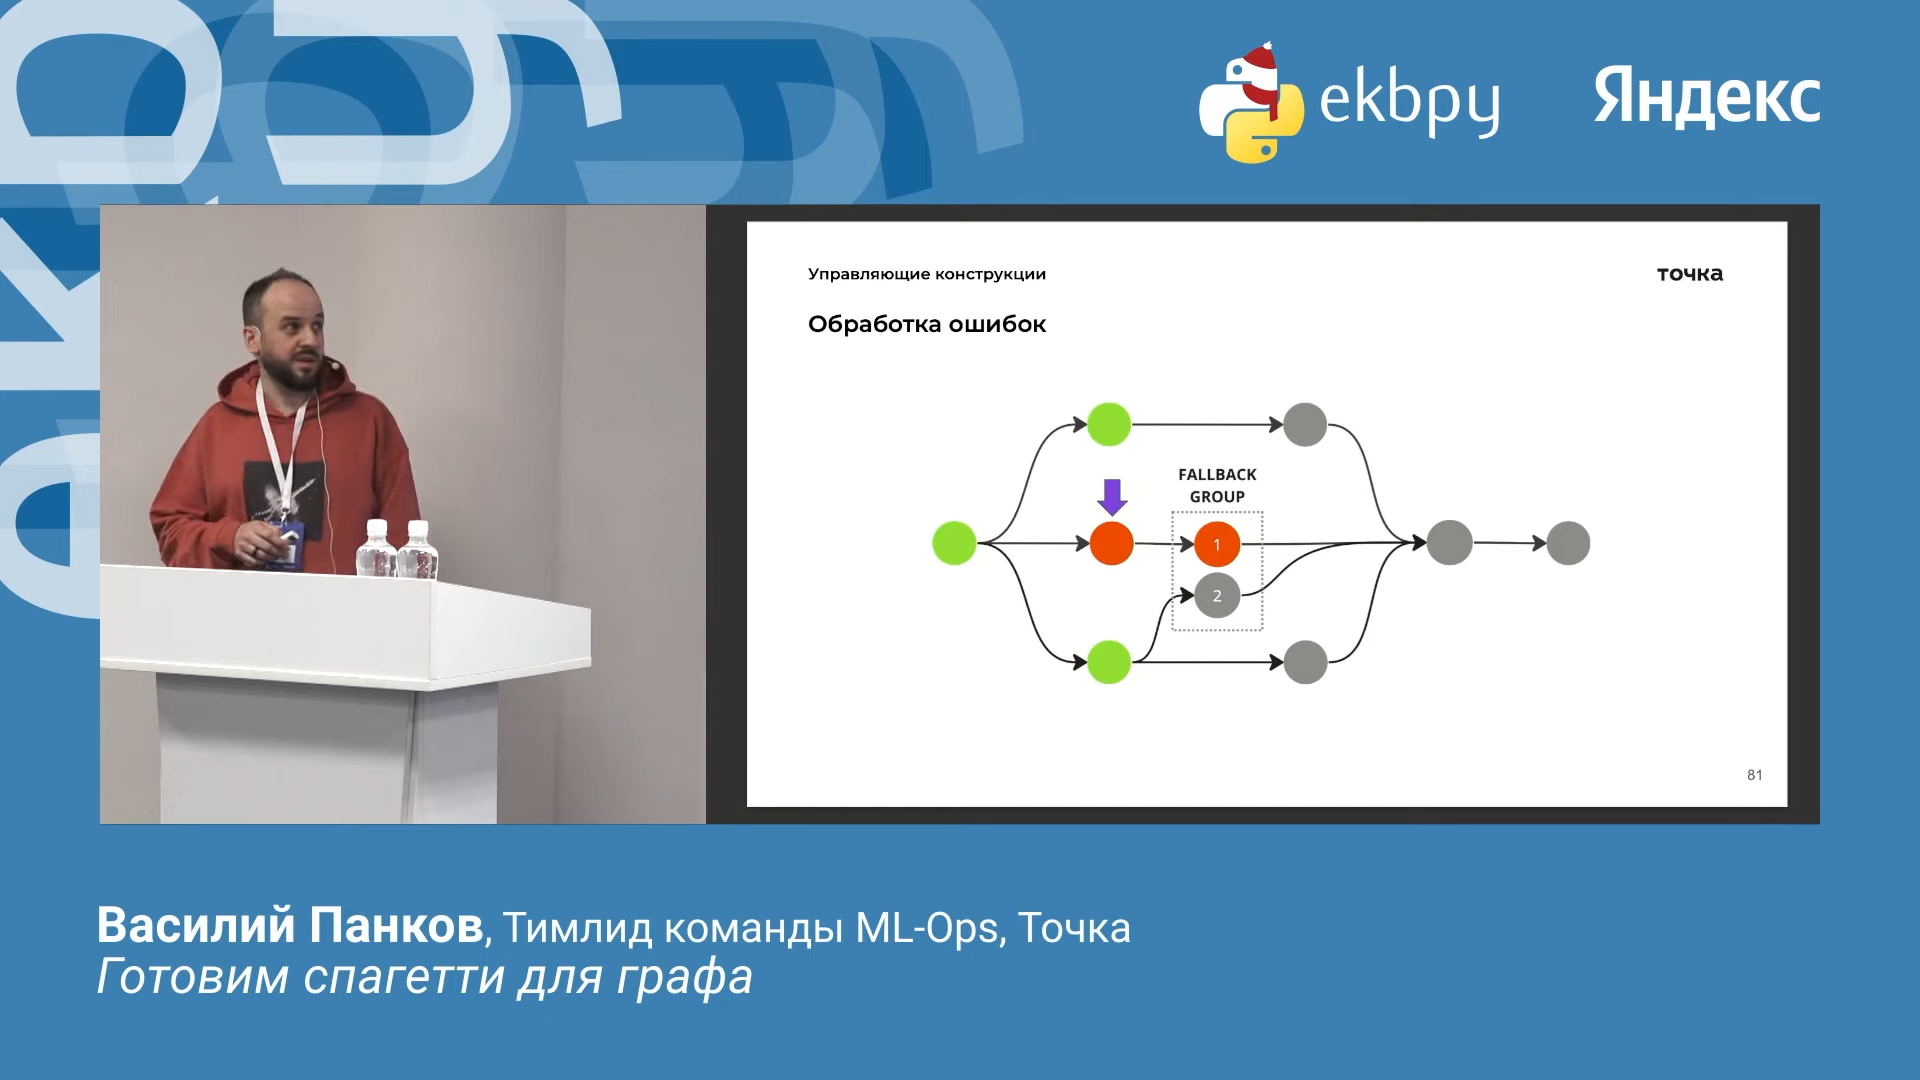 ekbpy
Яндекс
Управляющие конструкции
точка
Обработка ошибок
FALLBACK
GROUP
1
2
81
Василий Панков, Тимлид команды ML-Ops, Точка
Готовим спагетти для графа